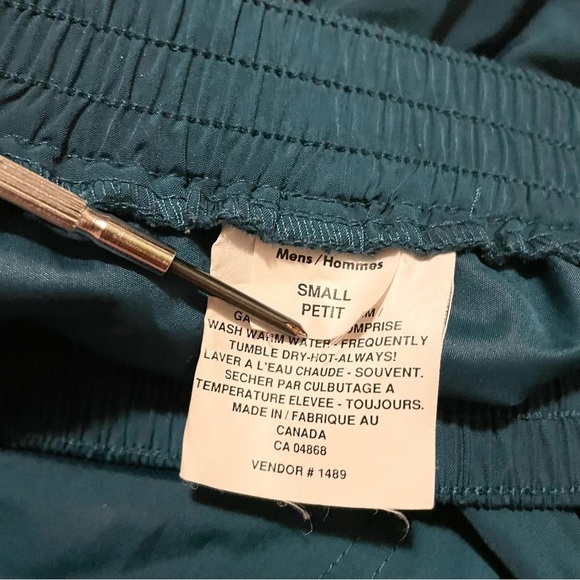 Mens/Hommes
SMALL
PETIT
WASH WARM WATER - FREQUENTLY
TUMBLE DRY-HOT-ALWAYS!
LAVER A L'EAU CHAUDE - SOUVENT.
SECHER PAR CULBUTAGE A
TEMPERATURE ELEVEE - TOUJOURS.
MADE IN / FABRIQUE AU
CANADA
CA 04868
VENDOR # 1489